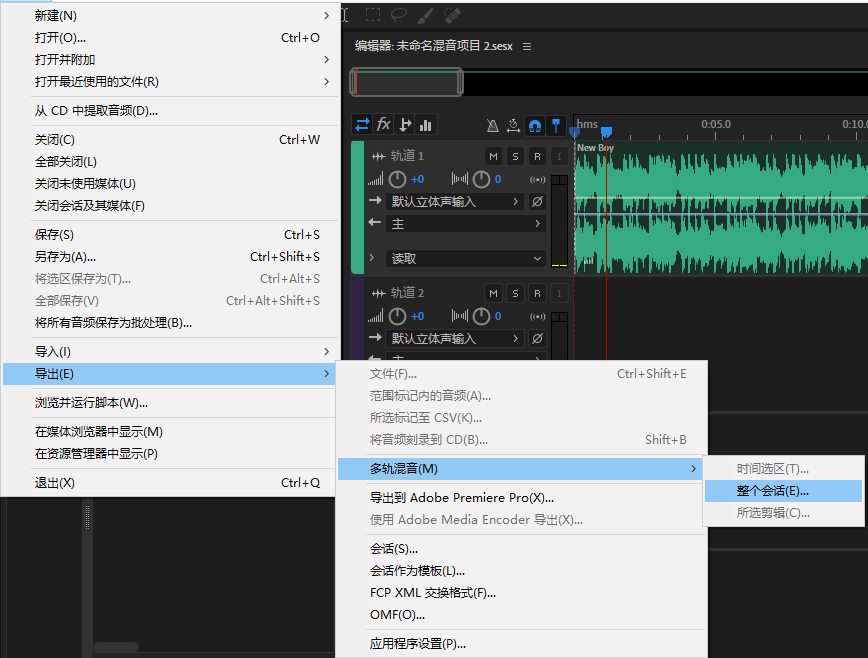 新建(N)
打开(O)... Ctrl+O
打开并附加
打开最近使用的文件(R)
从 CD 中提取音频(D)...
关闭(C) Ctrl+W
全部关闭(L)
关闭未使用媒体(U)
关闭会话及其媒体(F)
保存(S) Ctrl+S
另存为(A)... Ctrl+Shift+S
将选区保存为(T)... Ctrl+Alt+S
全部保存(V) Ctrl+Alt+Shift+S
将所有音频保存为批处理(B)...
导入(I)
导出(E)
浏览并运行脚本(W)...
在媒体浏览器中显示(M)
在资源管理器中显示(P)
退出(X) Ctrl+Q
编辑器: 未命名混音项目 2.sesx
fx
hms 0:05.0 0:10.0
New Boy
轨道 1 M S R I
+0 0
默认立体声输入
主
读取
轨道 2 M S R I
+0 0
默认立体声输入
主
文件(F)... Ctrl+Shift+E
范围标记内的音频(A)...
所选标记至 CSV(K)...
将音频刻录到 CD(B)... Shift+B
多轨混音(M)
导出到 Adobe Premiere Pro(X)...
使用 Adobe Media Encoder 导出(X)...
会话(S)...
会话作为模板(L)...
FCP XML 交换格式(F)...
OMF(O)...
应用程序设置(P)...
时间选区(T)...
整个会话(E)...
所选剪辑(C)...